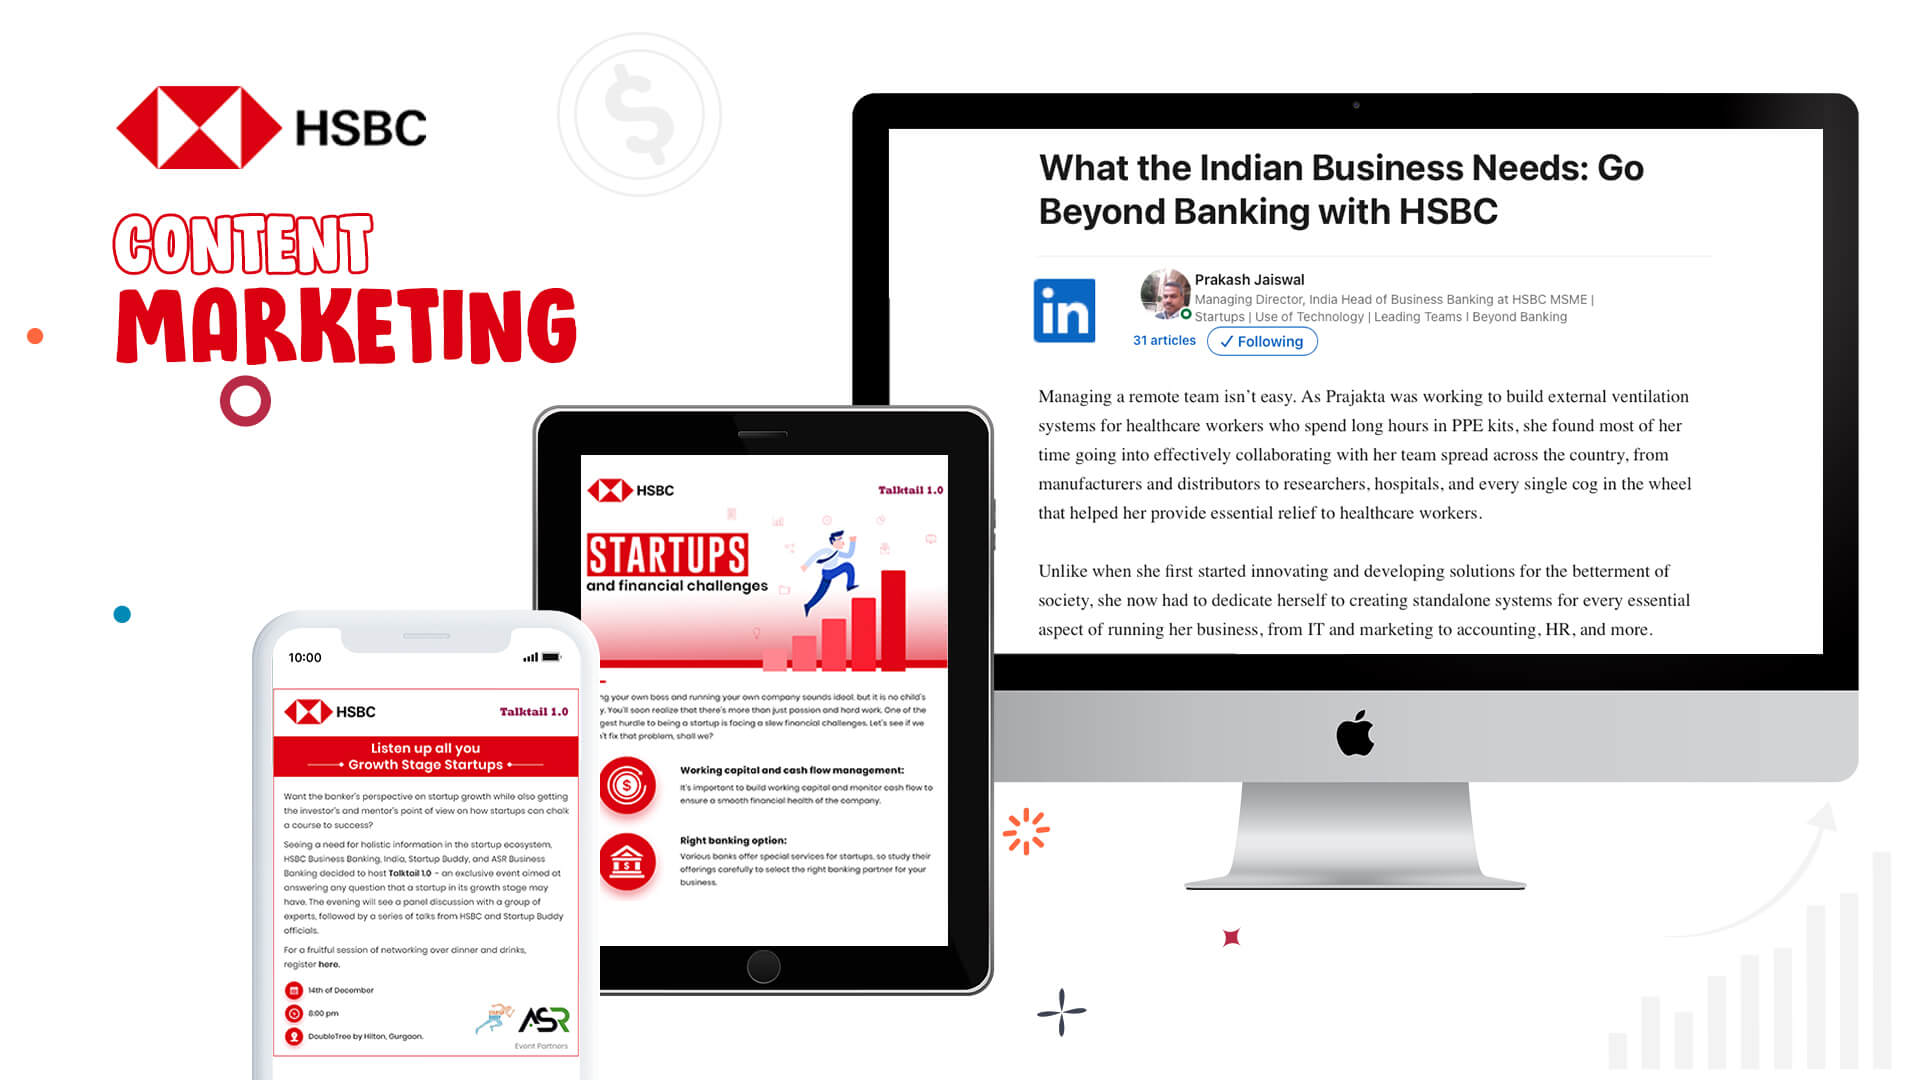 HSBC
CONTENT
MARKETING
What the Indian Business Needs: Go
Beyond Banking with HSBC
in
Prakash Jaiswal
Managing Director, India Head of Business Banking at HSBC MSME |
Startups | Use of Technology | Leading Teams I Beyond Banking
31 articles
Following
Managing a remote team isn't easy. As Prajakta was working to build external ventilation
systems for healthcare workers who spend long hours in PPE kits, she found most of her
time going into effectively collaborating with her team spread across the country, from
manufacturers and distributors to researchers, hospitals, and every single cog in the wheel
that helped her provide essential relief to healthcare workers.
Unlike when she first started innovating and developing solutions for the betterment of
society, she now had to dedicate herself to creating standalone systems for every essential
aspect of running her business, from IT and marketing to accounting, HR, and more.
HSBC
Talktail 1.0
STARTUPS
and financial challenges
your own boss and running your own company sounds ideal, but it is no child's
You'll soon realize that there's more than just passion and hard work. One of the
hurdle to being a startup is facing a slew financial challenges. Let's see if we
fix that problem, shall we?
Working capital and cash flow management:
It's important to build working capital and monitor cash flow to
ensure a smooth financial health of the company.
Right banking option:
Various banks offer special services for startups, so study their
offerings carefully to select the right banking partner for your
business.
10:00
HSBC
Talktail 1.0
Listen up all you
Growth Stage Startups
Want the banker's perspective on startup growth while also getting
the investor's and mentor's point of view on how startups can chalk
a course to success?
Seeing a need for holistic information in the startup ecosystem,
HSBC Business Banking, India, Startup Buddy, and ASR Business
Banking decided to host Talktail 1.0 - an exclusive event aimed at
answering any question that a startup in its growth stage may
have. The evening will see a panel discussion with a group of
experts, followed by a series of talks from HSBC and Startup Buddy
officials.
For a fruitful session of networking over dinner and drinks,
register here.
14th of December
8:00 pm
DoubleTree by Hilton, Gurgaon.
ASR
Event Partners